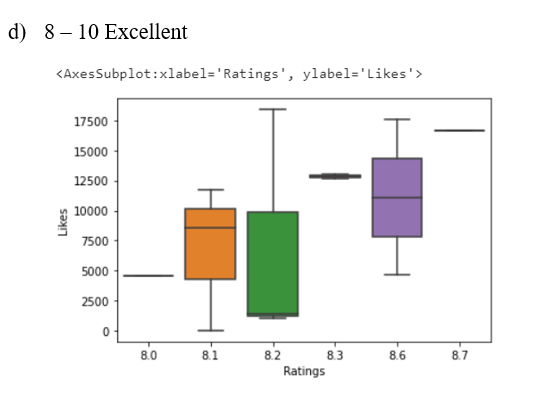 d) 8 – 10 Excellent
<AxesSubplot:xlabel='Ratings', ylabel='Likes'>
17500
15000
12500
10000
7500
5000
2500
0
Likes
8.0 8.1 8.2 8.3 8.6 8.7
Ratings